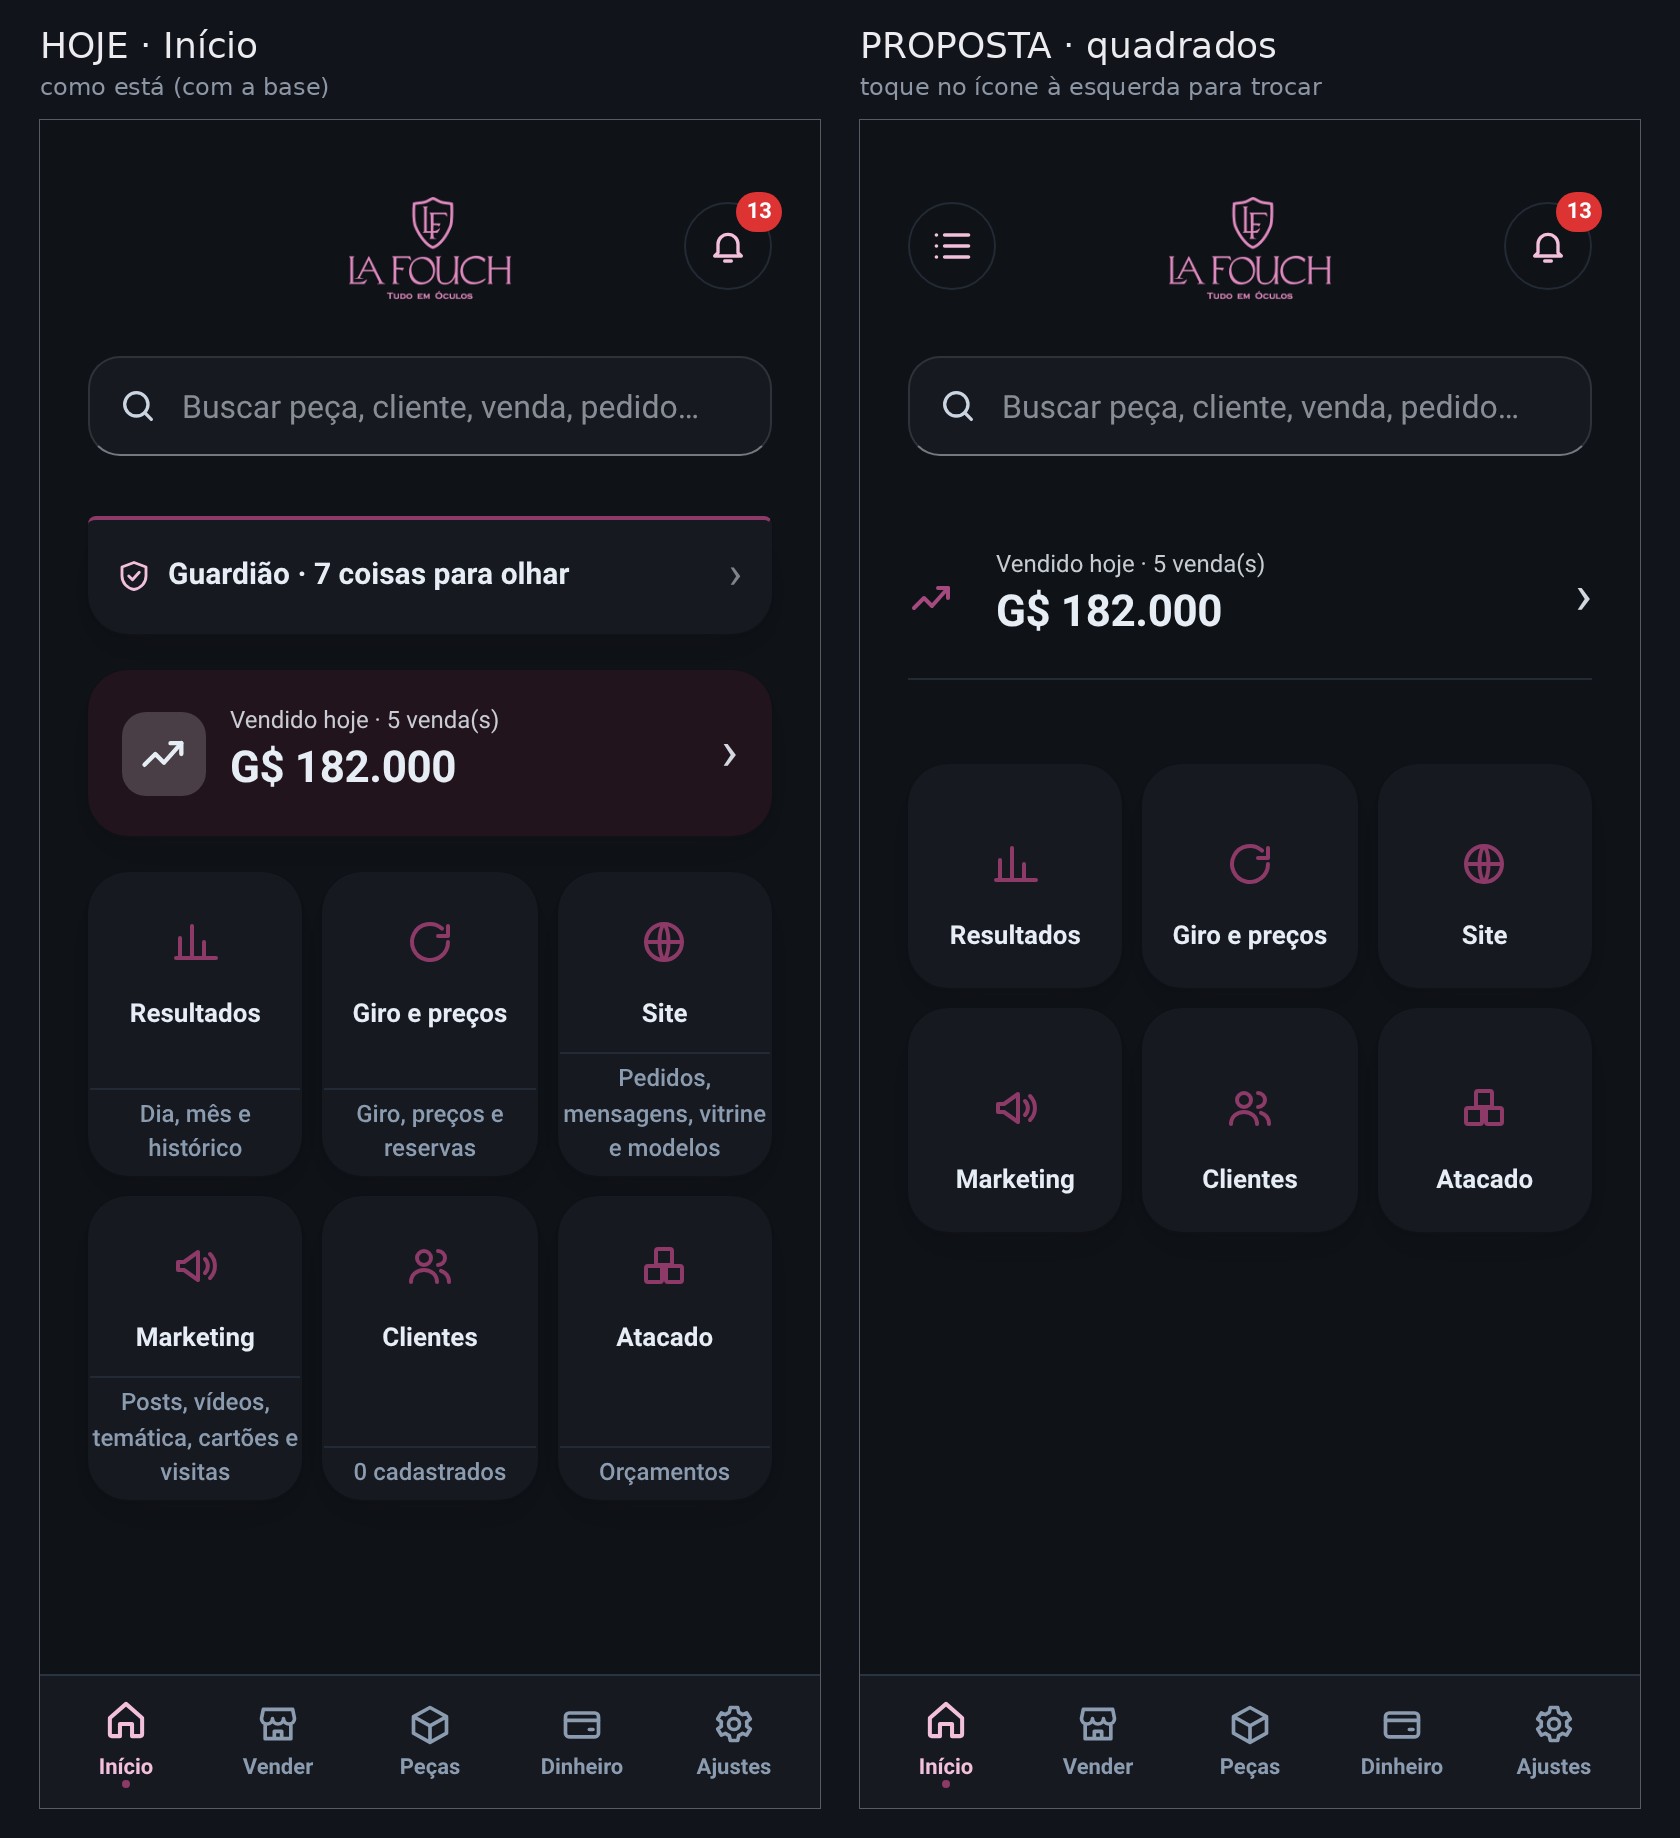 HOJE · Início
como está (com a base)
LF
LA FOUCH
TUDO EM ÓCULOS
13
Buscar peça, cliente, venda, pedido...
Guardião · 7 coisas para olhar
Vendido hoje · 5 venda(s)
G$ 182.000
Resultados
Giro e preços
Site
Dia, mês e
histórico
Giro, preços e
reservas
Pedidos,
mensagens, vitrine
e modelos
Marketing
Clientes
Atacado
Posts, vídeos,
temática, cartões e
visitas
0 cadastrados
Orçamentos
Início
Vender
Peças
Dinheiro
Ajustes
PROPOSTA · quadrados
toque no ícone à esquerda para trocar
LF
LA FOUCH
TUDO EM ÓCULOS
13
Buscar peça, cliente, venda, pedido...
Vendido hoje · 5 venda(s)
G$ 182.000
Resultados
Giro e preços
Site
Marketing
Clientes
Atacado
Início
Vender
Peças
Dinheiro
Ajustes